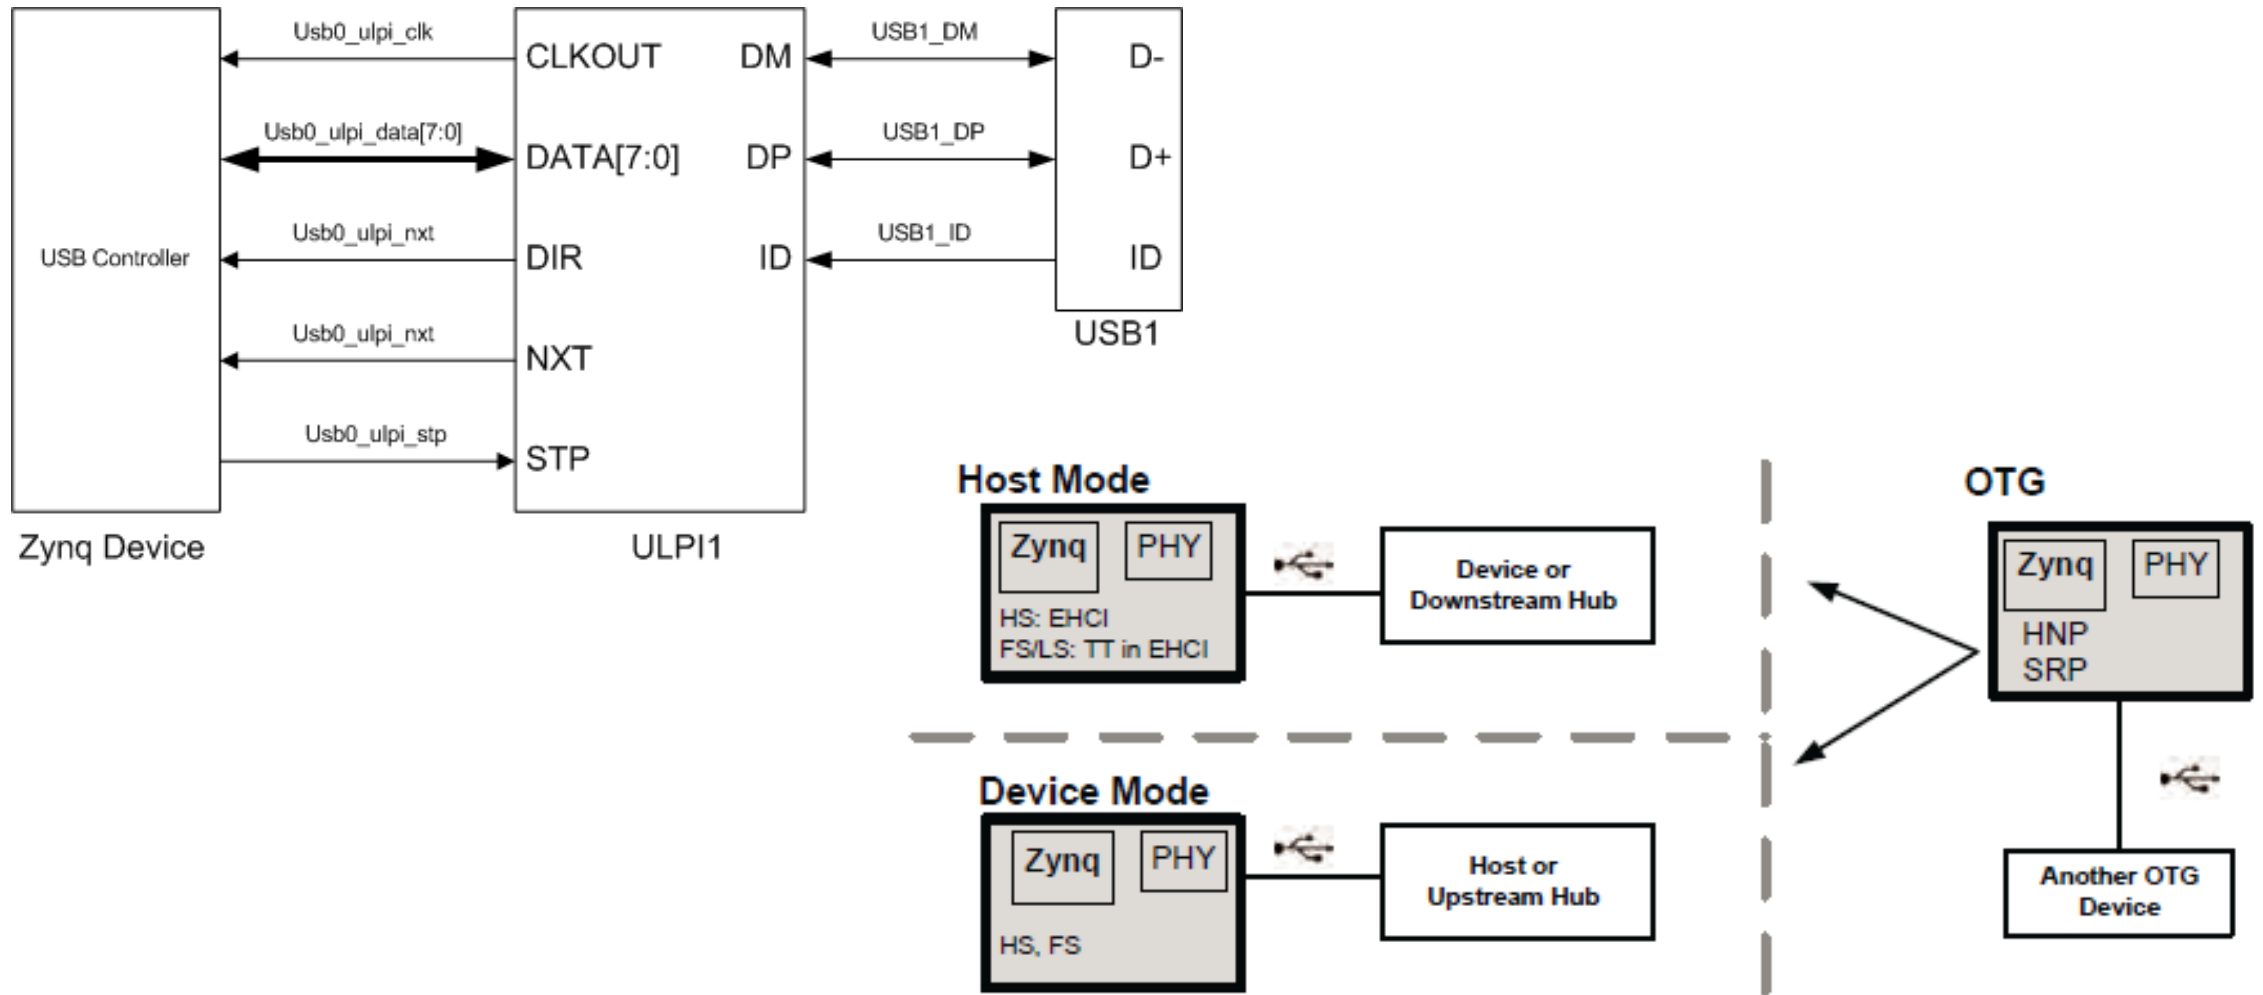 Usb0_ulpi_clk
CLKOUT
DM
USB1_DM
D-
Usb0_ulpi_data[7:0]
DATA[7:0]
DP
USB1_DP
D+
USB Controller
Usb0_ulpi_nxt
DIR
ID
USB1_ID
ID
USB1
Usb0_ulpi_nxt
NXT
Usb0_ulpi_stp
STP
Zynq Device
ULPI1
Host Mode
Zynq
PHY
HS: EHCI
FS/LS: TT in EHCI
Device or
Downstream Hub
OTG
Zynq
PHY
HNP
SRP
Another OTG
Device
Device Mode
Zynq
PHY
HS, FS
Host or
Upstream Hub